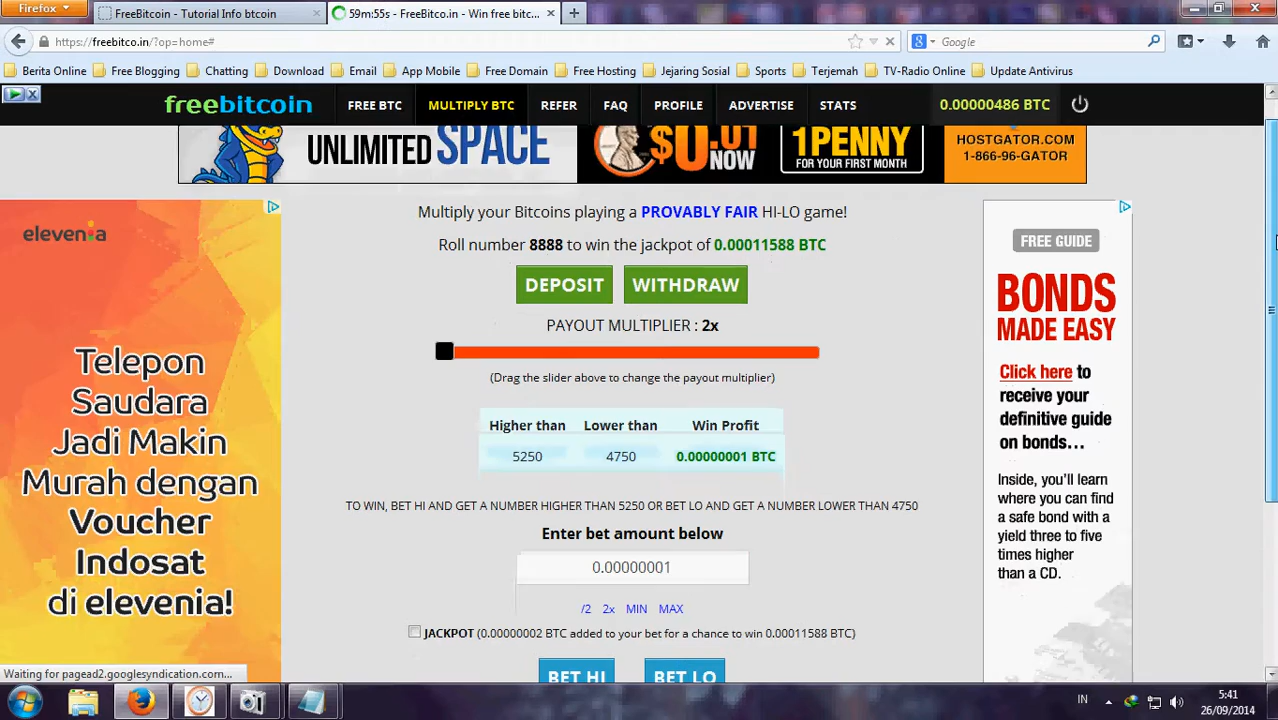 Firefox
FreeBitcoin - Tutorial Info btcoin
59m:55s - FreeBitco.in - Win free bitc...
https://freebitco.in/?op=home#
Google
Berita Online Free Blogging Chatting Download Email App Mobile Free Domain Free Hosting Jejaring Sosial Sports Terjemah TV-Radio Online Update Antivirus
freebitcoin FREE BTC MULTIPLY BTC REFER FAQ PROFILE ADVERTISE STATS 0.00000486 BTC
UNLIMITED SPACE
$0.01 NOW
1PENNY
FOR YOUR FIRST MONTH
HOSTGATOR.COM
1-866-96-GATOR
elevenia
Telepon
Saudara
Jadi Makin
Murah dengan
Voucher
Indosat
di elevenia!
Multiply your Bitcoins playing a PROVABLY FAIR HI-LO game!
Roll number 8888 to win the jackpot of 0.00011588 BTC
DEPOSIT WITHDRAW
PAYOUT MULTIPLIER : 2x
(Drag the slider above to change the payout multiplier)
Higher than Lower than Win Profit
5250 4750 0.00000001 BTC
TO WIN, BET HI AND GET A NUMBER HIGHER THAN 5250 OR BET LO AND GET A NUMBER LOWER THAN 4750
Enter bet amount below
0.00000001
/2 2x MIN MAX
JACKPOT (0.00000002 BTC added to your bet for a chance to win 0.00011588 BTC)
BET HI BET LO
FREE GUIDE
BONDS
MADE EASY
Click here to
receive your
definitive guide
on bonds...
Inside, you'll learn
where you can find
a safe bond with a
yield three to five
times higher
than a CD.
Waiting for pagead2.googlesyndication.com...
IN
5:41
26/09/2014